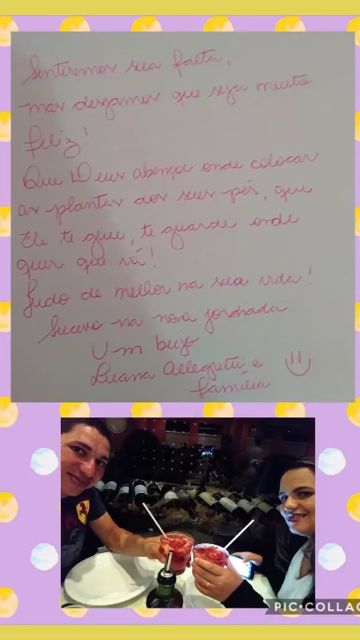 Sentiremos sua falta,
mas desejamos que seja muito
feliz!
Que Deus abençoe onde colocar
as plantas dos seus pés, que
Ele te guie, te guarde onde
quer que vá!
Tudo de melhor na sua vida!
Sucesso na nova jornada
Um beijo
Luana e
família
PIC•COLLAG